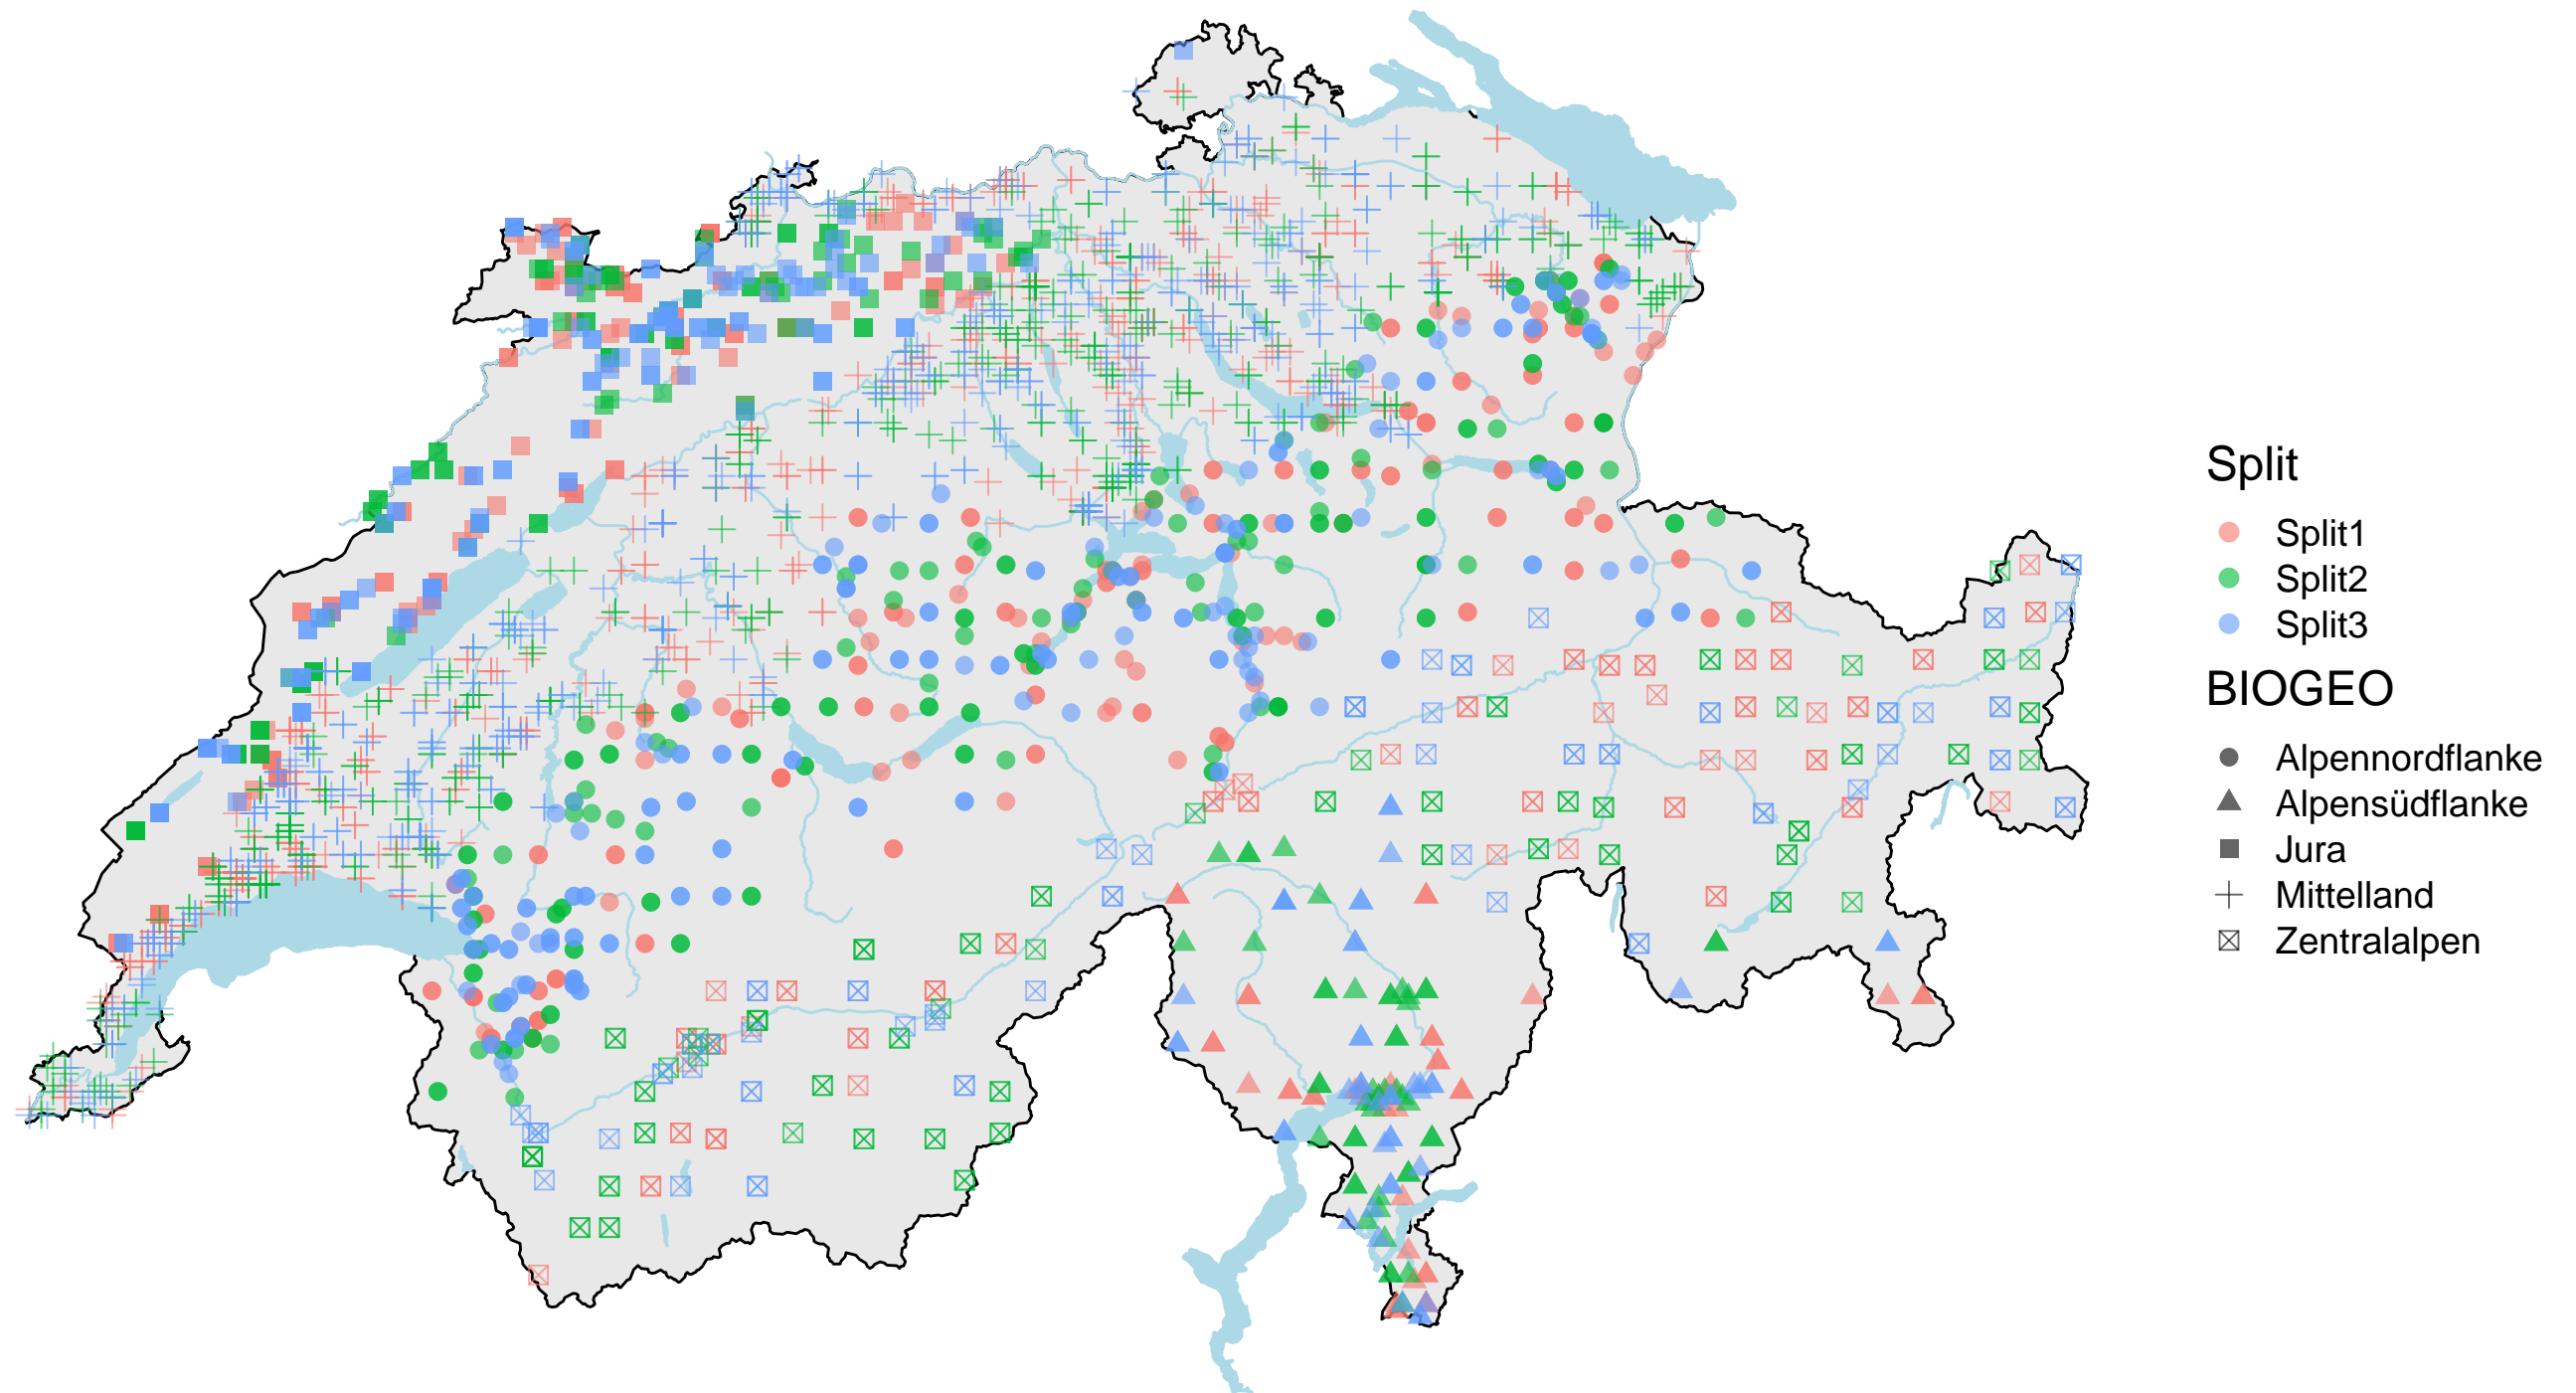 Split
Split1
Split2
Split3
BIOGEO
Alpennordflanke
Alpensüdflanke
Jura
Mittelland
Zentralalpen